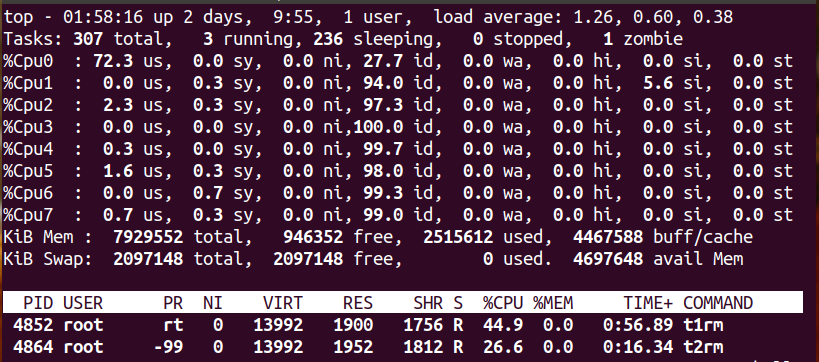 top - 01:58:16 up 2 days,  9:55,  1 user,  load average: 1.26, 0.60, 0.38
Tasks: 307 total,   3 running, 236 sleeping,   0 stopped,   1 zombie
%Cpu0  : 72.3 us,  0.0 sy,  0.0 ni, 27.7 id,  0.0 wa,  0.0 hi,  0.0 si,  0.0 st
%Cpu1  :  0.0 us,  0.3 sy,  0.0 ni, 94.0 id,  0.0 wa,  0.0 hi,  5.6 si,  0.0 st
%Cpu2  :  2.3 us,  0.3 sy,  0.0 ni, 97.3 id,  0.0 wa,  0.0 hi,  0.0 si,  0.0 st
%Cpu3  :  0.0 us,  0.0 sy,  0.0 ni,100.0 id,  0.0 wa,  0.0 hi,  0.0 si,  0.0 st
%Cpu4  :  0.3 us,  0.0 sy,  0.0 ni, 99.7 id,  0.0 wa,  0.0 hi,  0.0 si,  0.0 st
%Cpu5  :  1.6 us,  0.3 sy,  0.0 ni, 98.0 id,  0.0 wa,  0.0 hi,  0.0 si,  0.0 st
%Cpu6  :  0.0 us,  0.7 sy,  0.0 ni, 99.3 id,  0.0 wa,  0.0 hi,  0.0 si,  0.0 st
%Cpu7  :  0.7 us,  0.3 sy,  0.0 ni, 99.0 id,  0.0 wa,  0.0 hi,  0.0 si,  0.0 st
KiB Mem :  7929552 total,   946352 free,  2515612 used,  4467588 buff/cache
KiB Swap:  2097148 total,  2097148 free,        0 used.  4697648 avail Mem
PID USER      PR  NI    VIRT    RES    SHR S  %CPU %MEM     TIME+ COMMAND
4852 root      rt   0   13992   1900   1756 R  44.9  0.0   0:56.89 t1rm
4864 root     -99   0   13992   1952   1812 R  26.6  0.0   0:16.34 t2rm